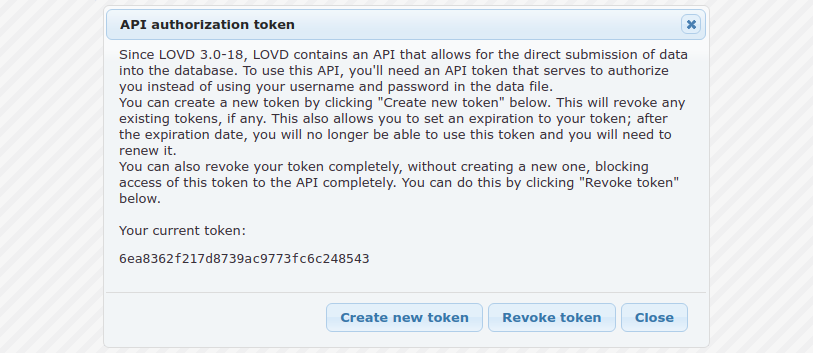 API authorization token
Since LOVD 3.0-18, LOVD contains an API that allows for the direct submission of data
into the database. To use this API, you'll need an API token that serves to authorize
you instead of using your username and password in the data file.
You can create a new token by clicking "Create new token" below. This will revoke any
existing tokens, if any. This also allows you to set an expiration to your token; after
the expiration date, you will no longer be able to use this token and you will need to
renew it.
You can also revoke your token completely, without creating a new one, blocking
access of this token to the API completely. You can do this by clicking "Revoke token"
below.
Your current token:
6ea8362f217d8739ac9773fc6c248543
Create new token Revoke token Close